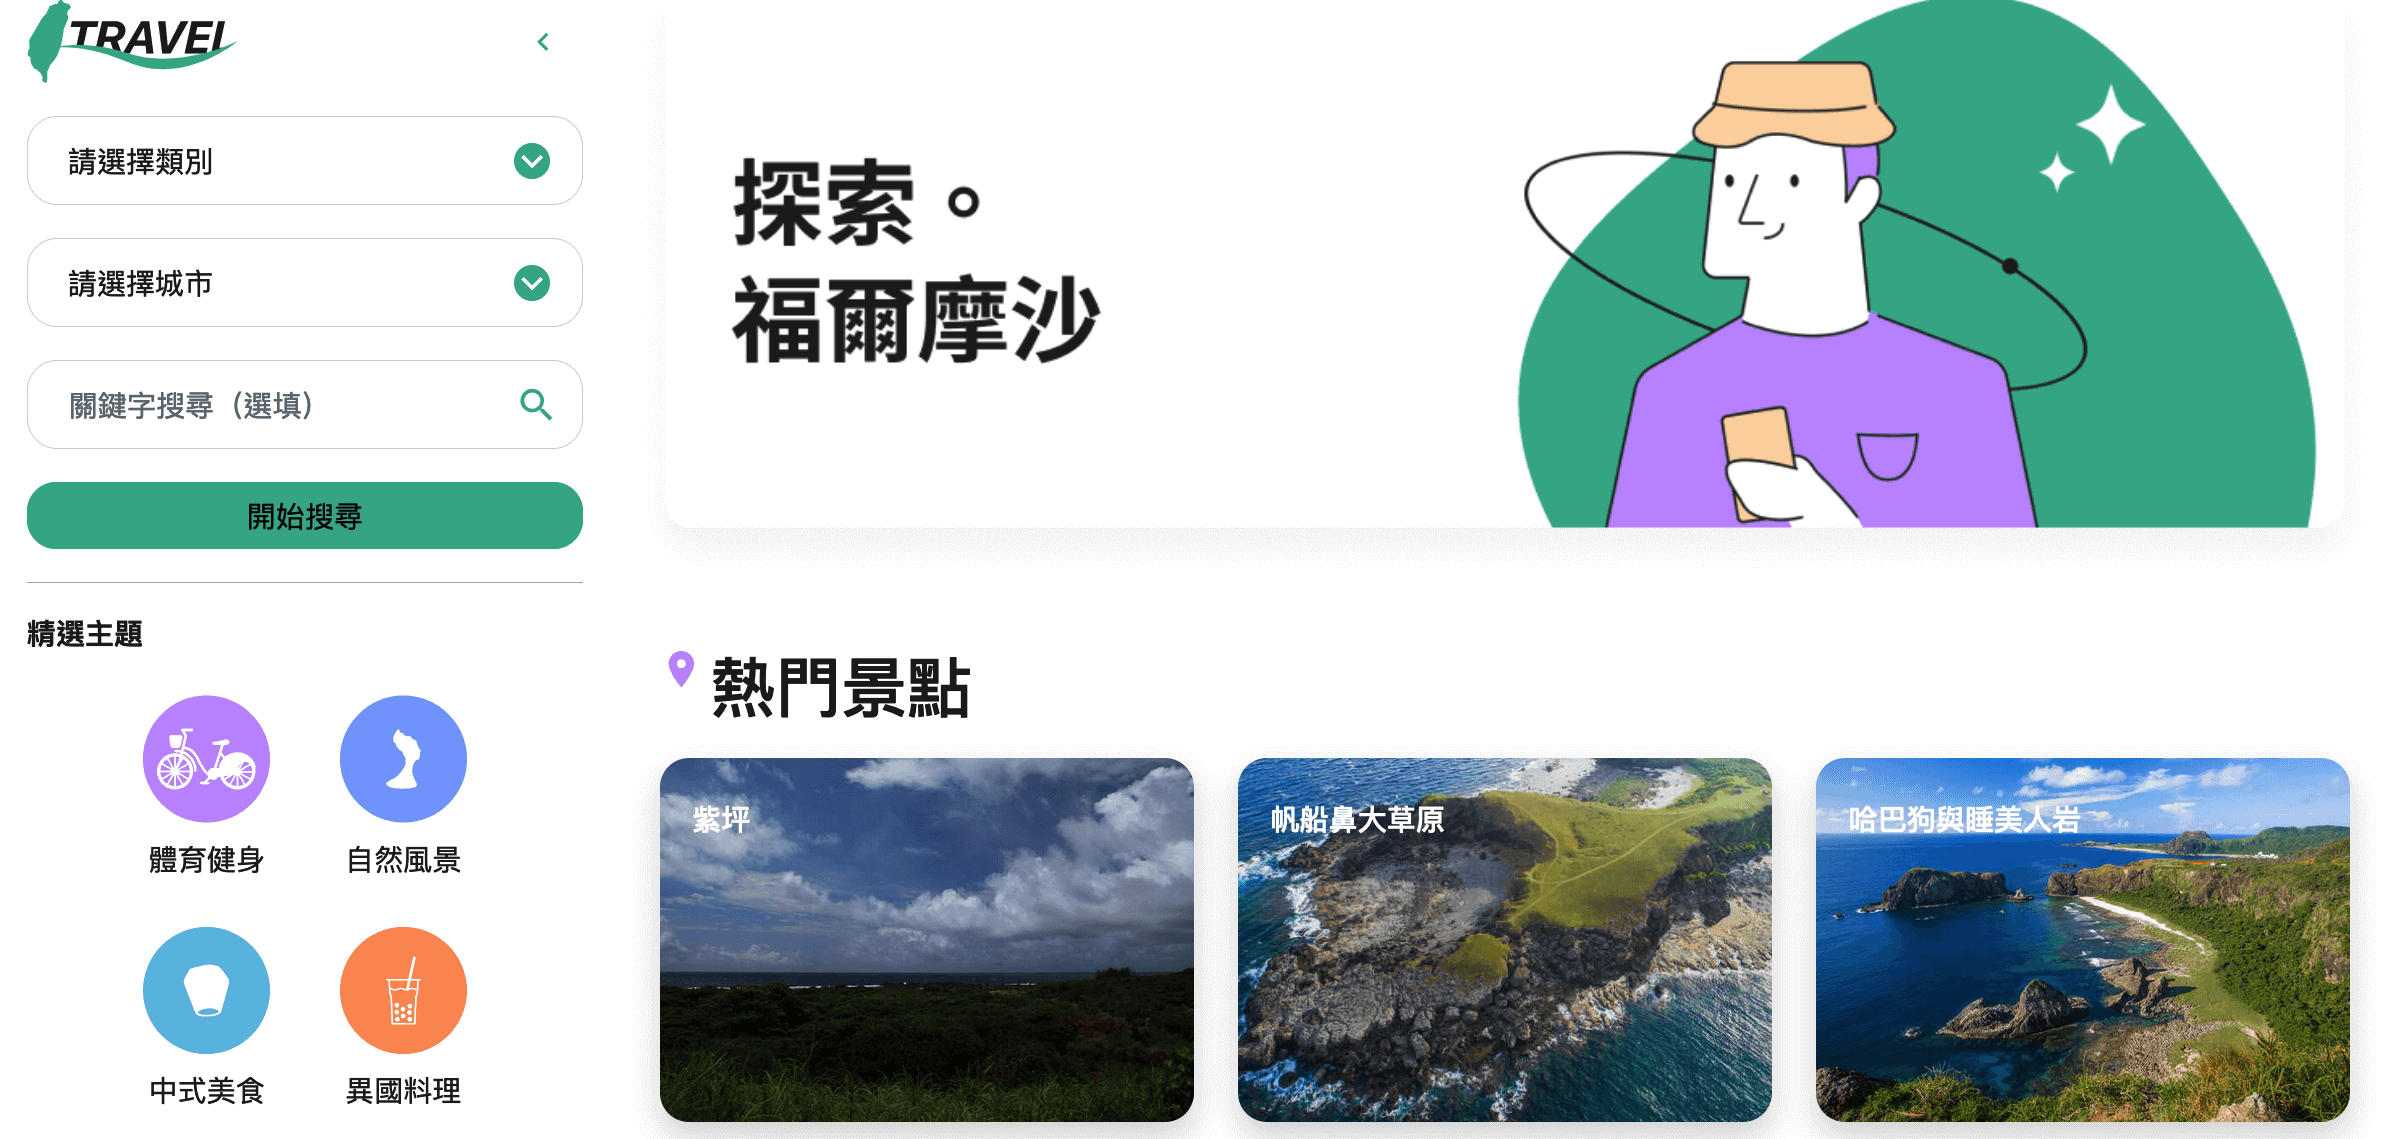 TRAVEL
請選擇類別
請選擇城市
關鍵字搜尋（選填）
開始搜尋
精選主題
體育健身
自然風景
中式美食
異國料理
探索。
福爾摩沙
熱門景點
紫坪
帆船鼻大草原
哈巴狗與睡美人岩